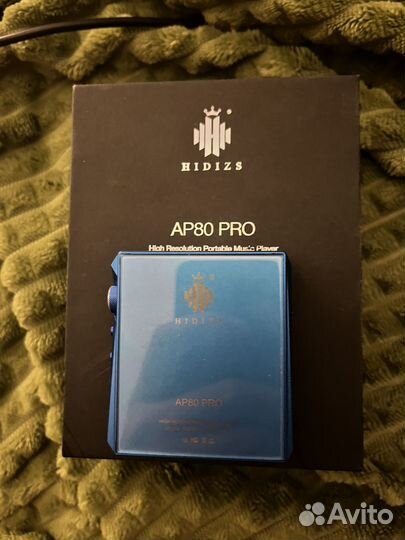 HIDIZS
AP80 PRO
High Resolution Portable Music Player
HIDIZS
AP80 PRO
Avito